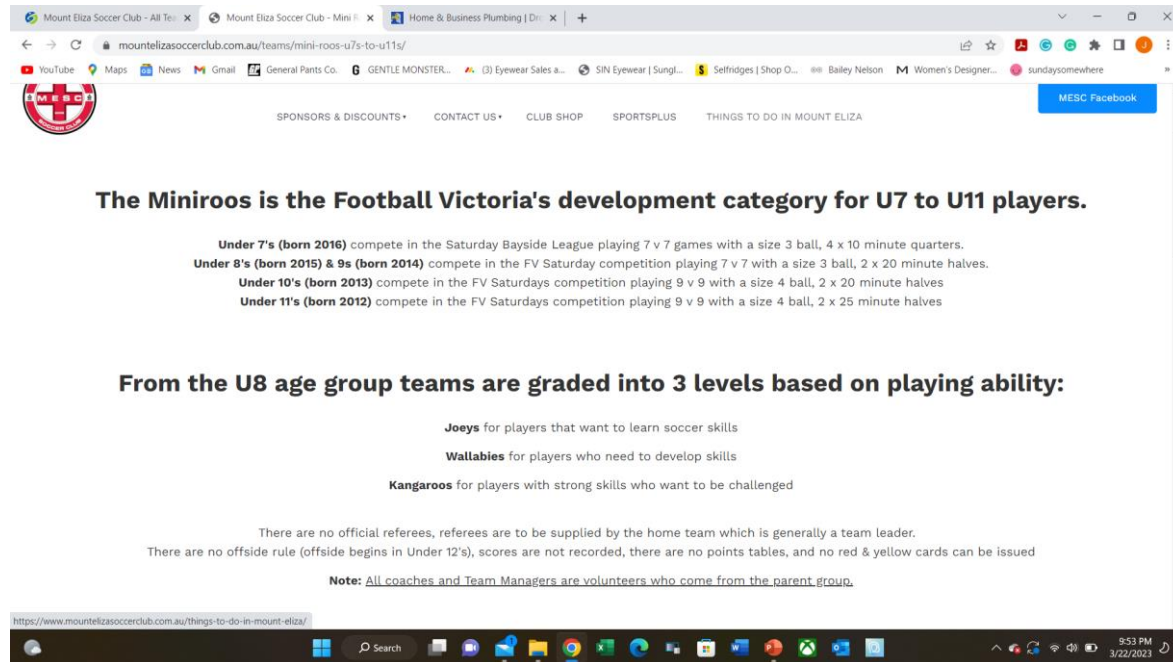 Mount Eliza Soccer Club - All Tea
Mount Eliza Soccer Club - Mini R
Home & Business Plumbing | Dro
mountelizasoccerclub.com.au/teams/mini-roos-u7s-to-u11s/
YouTube Maps News Gmail General Pants Co. GENTLE MONSTER... (3) Eyewear Sales a... SIN Eyewear | Sungl... Selfridges | Shop O... Bailey Nelson Women's Designer... sundaysomewhere
MESC
SOCCER CLUB
SPONSORS & DISCOUNTS CONTACT US CLUB SHOP SPORTSPLUS THINGS TO DO IN MOUNT ELIZA
MESC Facebook
The Miniroos is the Football Victoria's development category for U7 to U11 players.
Under 7's (born 2016) compete in the Saturday Bayside League playing 7 v 7 games with a size 3 ball, 4 x 10 minute quarters.
Under 8's (born 2015) & 9s (born 2014) compete in the FV Saturday competition playing 7 v 7 with a size 3 ball, 2 x 20 minute halves.
Under 10's (born 2013) compete in the FV Saturdays competition playing 9 v 9 with a size 4 ball, 2 x 20 minute halves
Under 11's (born 2012) compete in the FV Saturdays competition playing 9 v 9 with a size 4 ball, 2 x 25 minute halves
From the U8 age group teams are graded into 3 levels based on playing ability:
Joeys for players that want to learn soccer skills
Wallabies for players who need to develop skills
Kangaroos for players with strong skills who want to be challenged
There are no official referees, referees are to be supplied by the home team which is generally a team leader.
There are no offside rule (offside begins in Under 12's), scores are not recorded, there are no points tables, and no red & yellow cards can be issued
Note: All coaches and Team Managers are volunteers who come from the parent group.
https://www.mountelizasoccerclub.com.au/things-to-do-in-mount-eliza/
Search
9:53 PM
3/22/2023